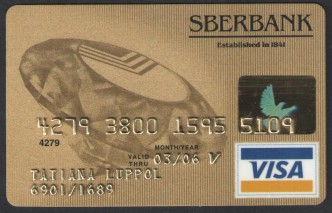 SBERBANK
Established in 1841
4279 3800 1595 5109
4279
MONTH/YEAR
VALID THRU 03/06 V
TATIANA LUPPOL
6901/1689
VISA